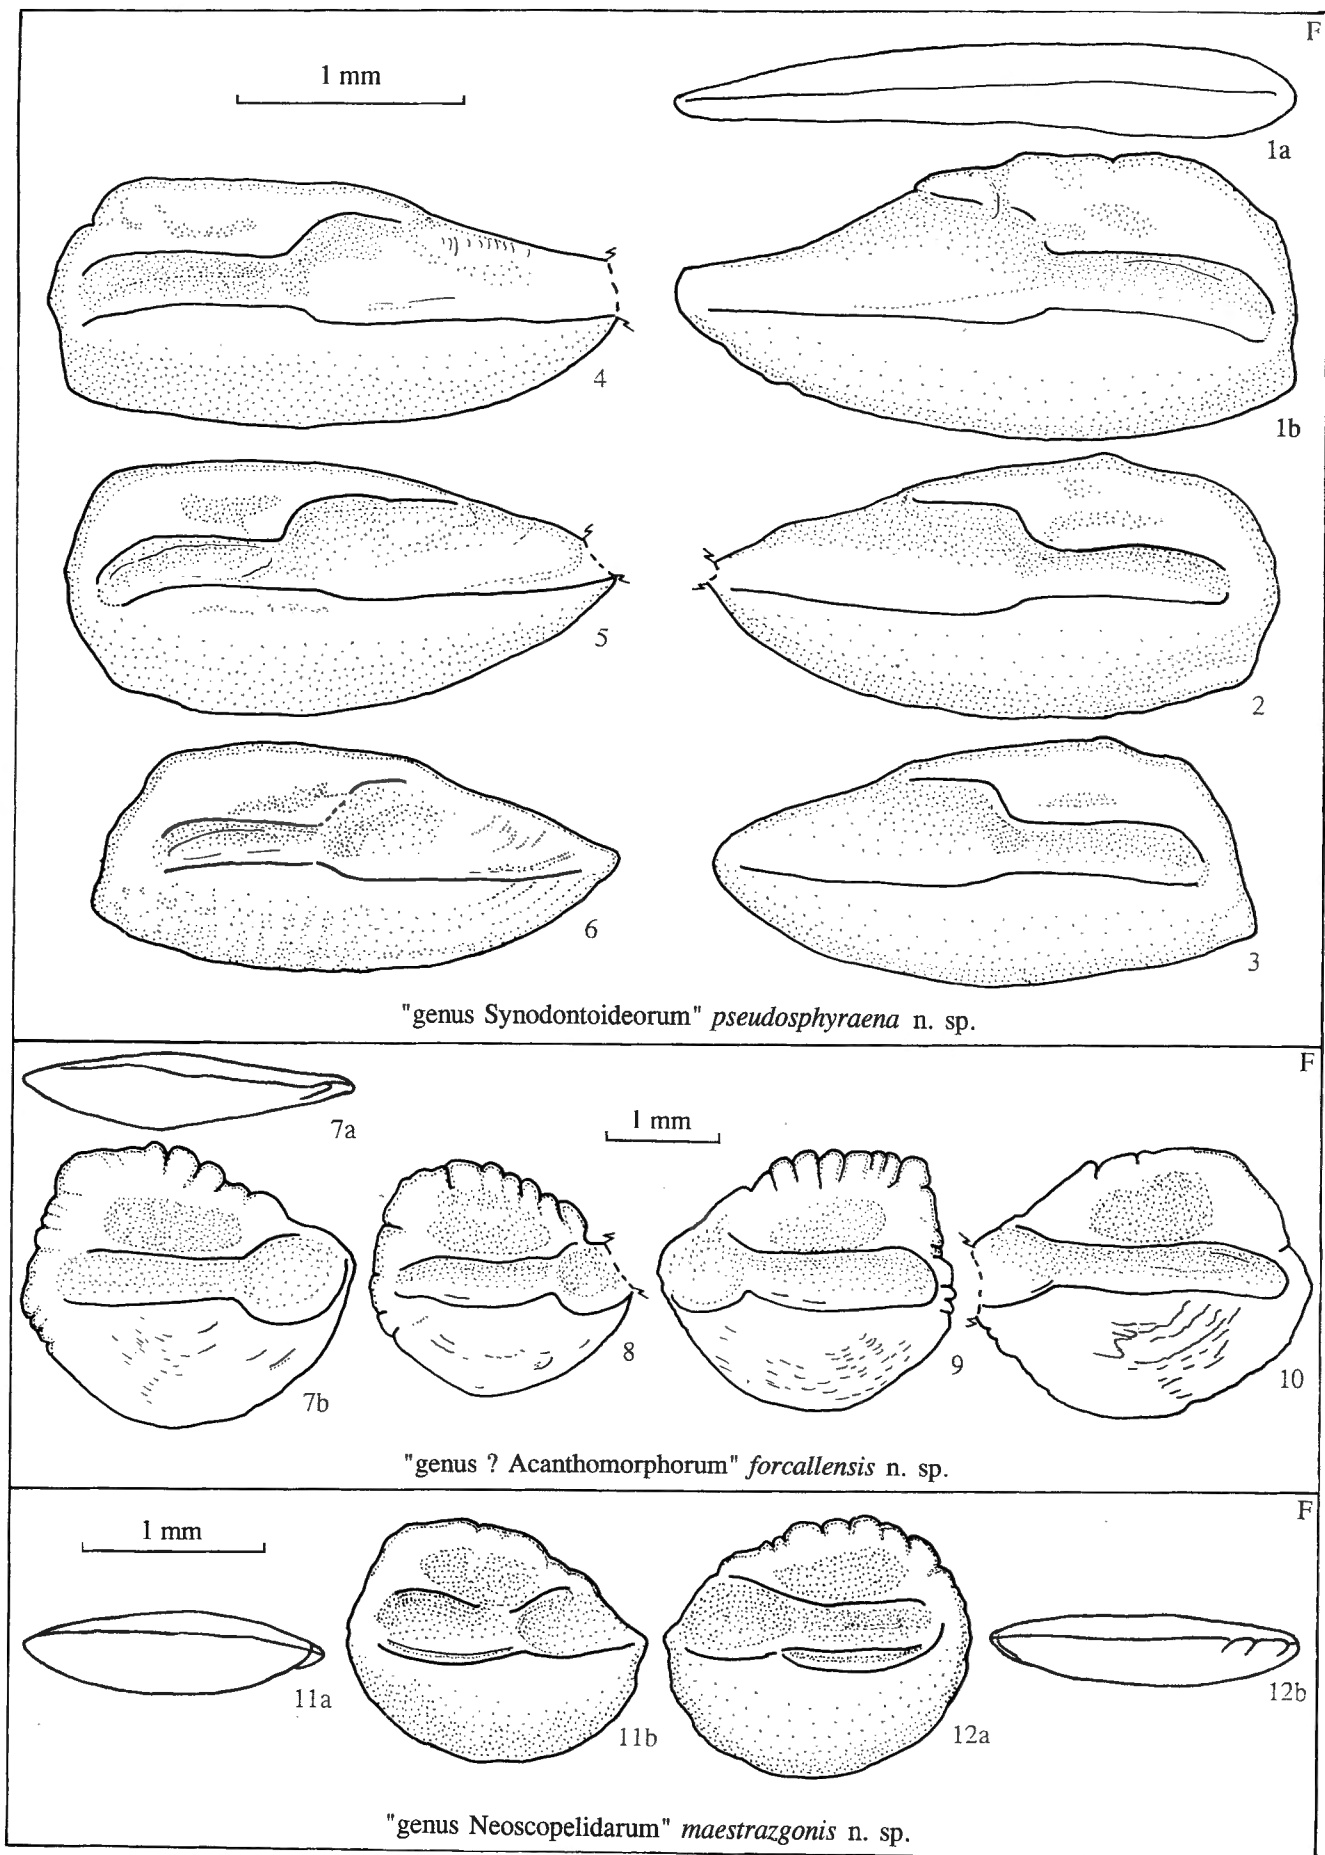 F
1 mm
1a
4
1b
5
2
6
3
"genus Synodontoideorum" pseudosphyraena n. sp.
F
7a
1 mm
7b
8
9
10
"genus ? Acanthomorphorum" forcallensis n. sp.
F
1 mm
11a
11b
12a
12b
"genus Neoscopelidarum" maestrazgonis n. sp.